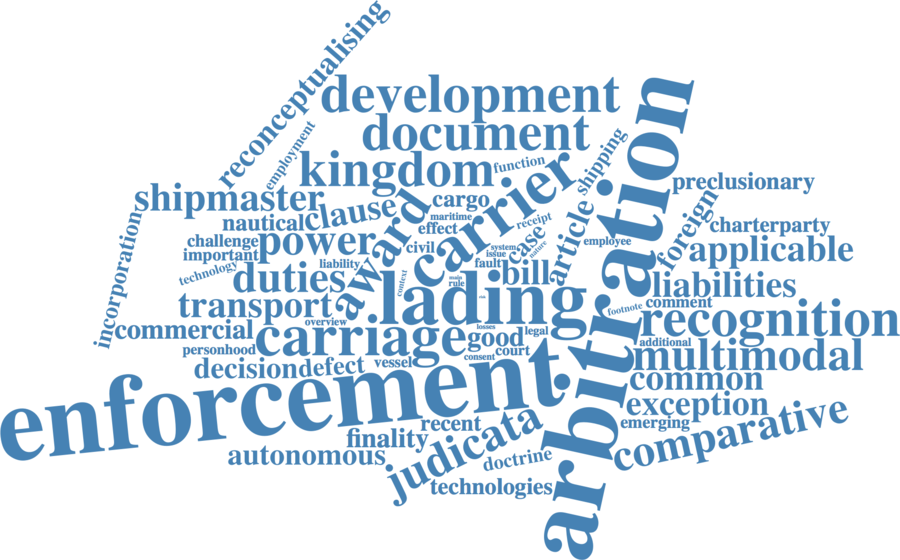 reconceptualising
development
document
employment
kingdom
function
carrier
shipping
arbitration
preclusionary
shipmaster
cargo
foreign
nautical
clause
award
maritime
effect
receipt
case
article
charterparty
incorporation
challenge
important
power
civil
system
issue
nature
employee
applicable
technology
liability
fault
bill
duties
context
main
rule
lading
liabilities
transport
risk
comment
footnote
commercial
overview
carriage
losses
legal
good
recognition
personhood
consent
court
additional
multimodal
decision
defect
vessel
enforcement
common
exception
recent
emerging
finality
judicata
comparative
autonomous
doctrine
technologies